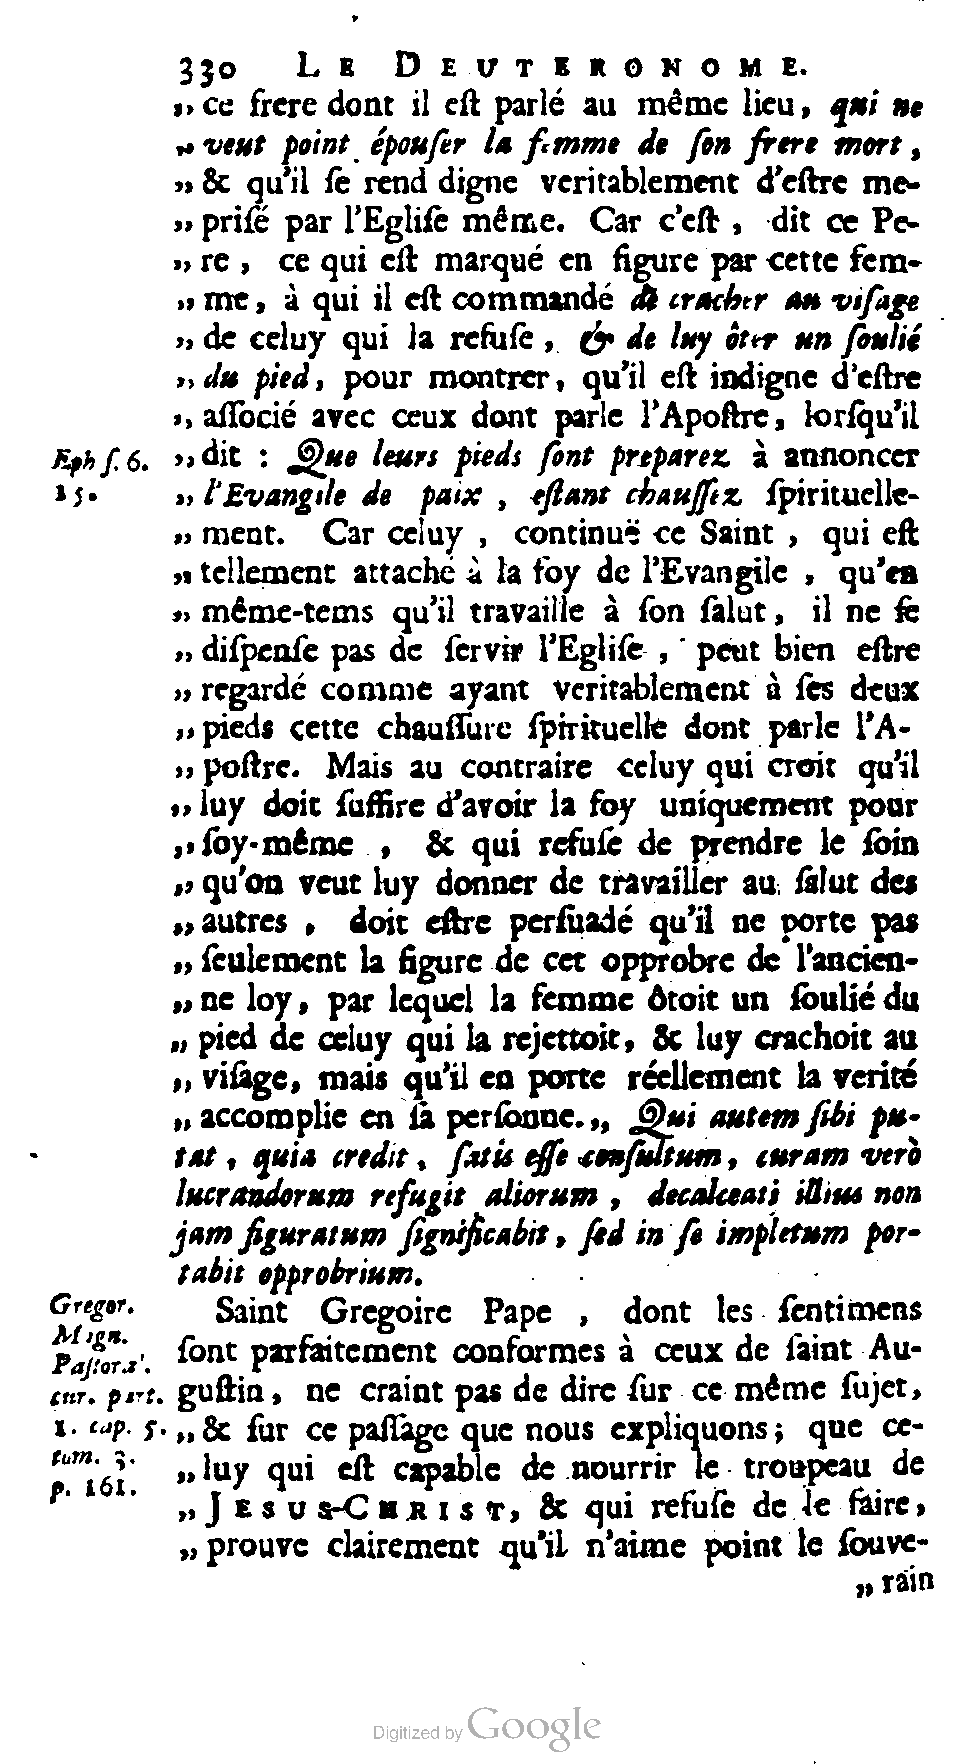 330 LE DEUTERONOME.
„ ce frere dont il eſt parlé au même lieu, qui ne
„ veut point épouſer la femme de ſon frere mort,
„ & qu'il ſe rend digne veritablement d'eſtre me-
„ priſé par l'Egliſe même. Car c'eſt, dit ce Pe-
„ re, ce qui eſt marqué en figure par cette fem-
„ me, à qui il eſt commandé de cracher au viſage
„ de celuy qui la refuſe, & de luy ôter un ſoulié
„ du pied, pour montrer, qu'il eſt indigne d'eſtre
„ aſſocié avec ceux dont parle l'Apoſtre, lorſqu'il
Epheſ. 6. „ dit : Que leurs pieds ſont preparez à annoncer
15. „ l'Evangile de paix, eſtant chauſſez ſpirituelle-
„ ment. Car celuy, continuë ce Saint, qui eſt
„ tellement attaché à la foy de l'Evangile, qu'en
„ même-tems qu'il travaille à ſon ſalut, il ne ſe
„ diſpenſe pas de ſervir l'Egliſe, peut bien eſtre
„ regardé comme ayant veritablement à ſes deux
„ pieds cette chauſſure ſpirituelle dont parle l'A-
„ poſtre. Mais au contraire celuy qui croit qu'il
„ luy doit ſuffire d'avoir la foy uniquement pour
„ ſoy-même, & qui refuſe de prendre le ſoin
„ qu'on veut luy donner de travailler au ſalut des
„ autres, doit eſtre perſuadé qu'il ne porte pas
„ ſeulement la figure de cet opprobre de l'ancien-
„ ne loy, par lequel la femme ôtoit un ſoulié du
„ pied de celuy qui la rejettoit, & luy crachoit au
„ viſage, mais qu'il en porte réellement la verité
„ accomplie en ſa perſonne. „ Qui autem ſibi pu-
tat, quia credit, ſatis eſſe conſultum, curam verò
lucrandorum refugit aliorum, decalceati illius non
jam figuratum ſignificabit, ſed in ſe impletum por-
tabit opprobrium.
Gregor. Saint Gregoire Pape, dont les ſentimens
Magn.
Paſtoral. ſont parfaitement conformes à ceux de ſaint Au-
cur. part. guſtin, ne craint pas de dire ſur ce même ſujet,
1. cap. 5. „ & ſur ce paſſage que nous expliquons; que ce-
tom. 3. „ luy qui eſt capable de nourrir le troupeau de
p. 161.
„ JESUS-CHRIST, & qui refuſe de le faire,
„ prouve clairement qu'il n'aime point le ſouve-
„ rain
Digitized by Google